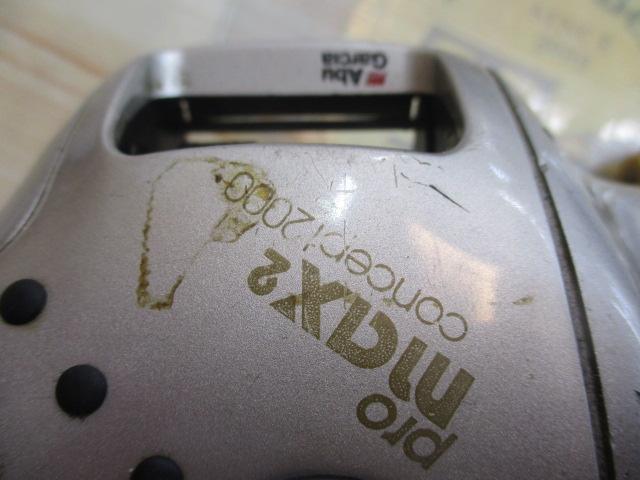 Abu
Garcia
pro
max2
concept 2000